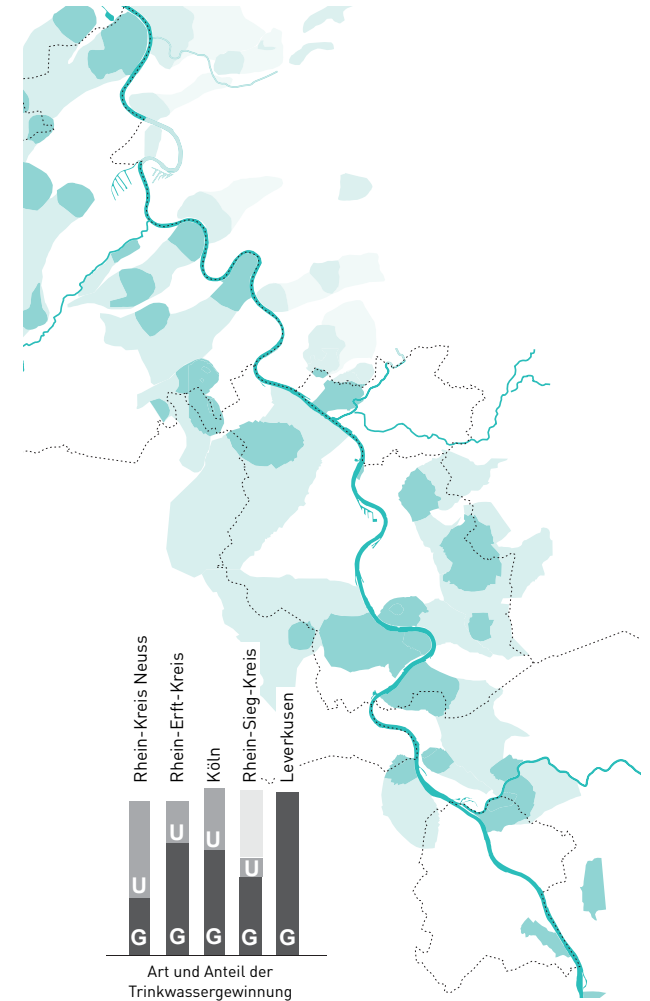 Rhein-Kreis Neuss
Rhein-Erft-Kreis
Köln
Rhein-Sieg-Kreis
Leverkusen
U
U
U
U
G
G
G
G
G
Art und Anteil der
Trinkwassergewinnung